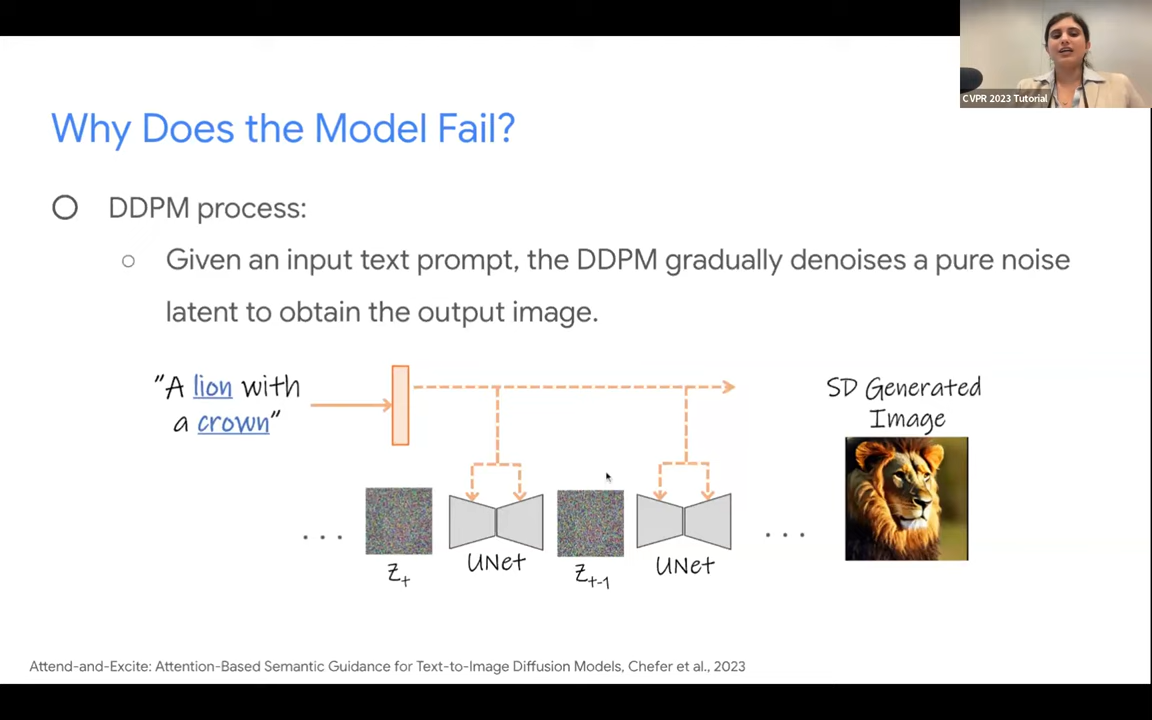 CVPR 2023 Tutorial
Why Does the Model Fail?
DDPM process:
Given an input text prompt, the DDPM gradually denoises a pure noise
latent to obtain the output image.
"A lion with
a crown"
SD Generated
Image
Zt
UNet
Zt-1
UNet
Attend-and-Excite: Attention-Based Semantic Guidance for Text-to-Image Diffusion Models, Chefer et al., 2023